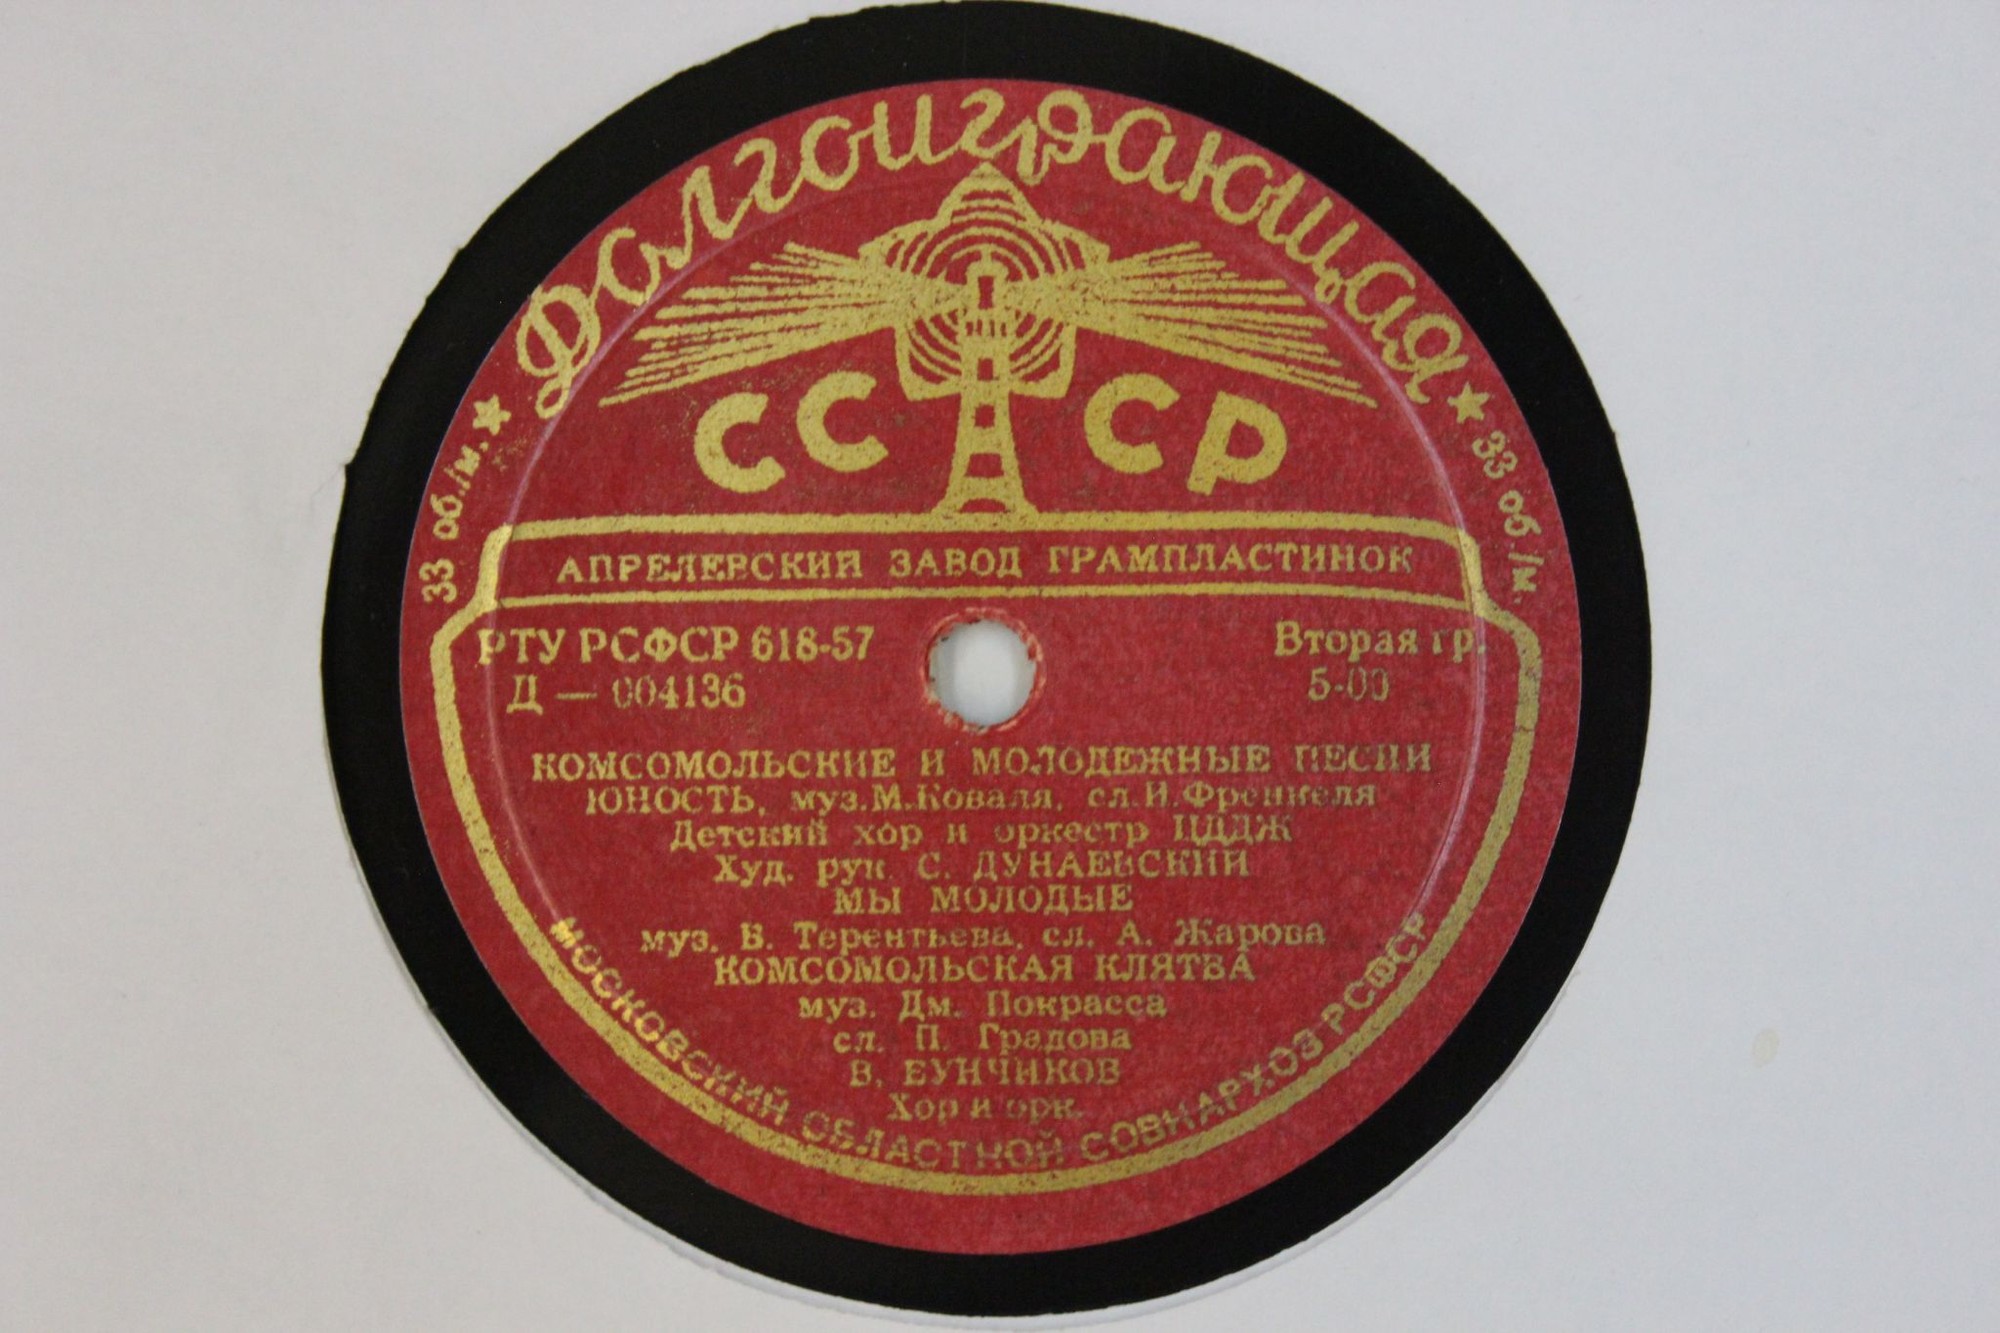 Долгоиграющая
33 об./м. ★
★ 33 об./м.
СССР
АПРЕЛЕВСКИЙ ЗАВОД ГРАМПЛАСТИНОК
РТУ РСФСР 618-57
Вторая гр.
Д — 004136
5-00
КОМСОМОЛЬСКИЕ И МОЛОДЕЖНЫЕ ПЕСНИ
ЮНОСТЬ, муз.М.Коваля, сл.И.Френкеля
Детский хор и оркестр ЦДДЖ
Худ. рук. С. ДУНАЕВСКИЙ
МЫ МОЛОДЫЕ
муз. Б. Терентьева, сл. А. Жарова
КОМСОМОЛЬСКАЯ КЛЯТВА
муз. Дм. Покрасса
сл. П. Градова
В. БУНЧИКОВ
Хор и орк.
МОСКОВСКИЙ ОБЛАСТНОЙ СОВНАРХОЗ РСФСР